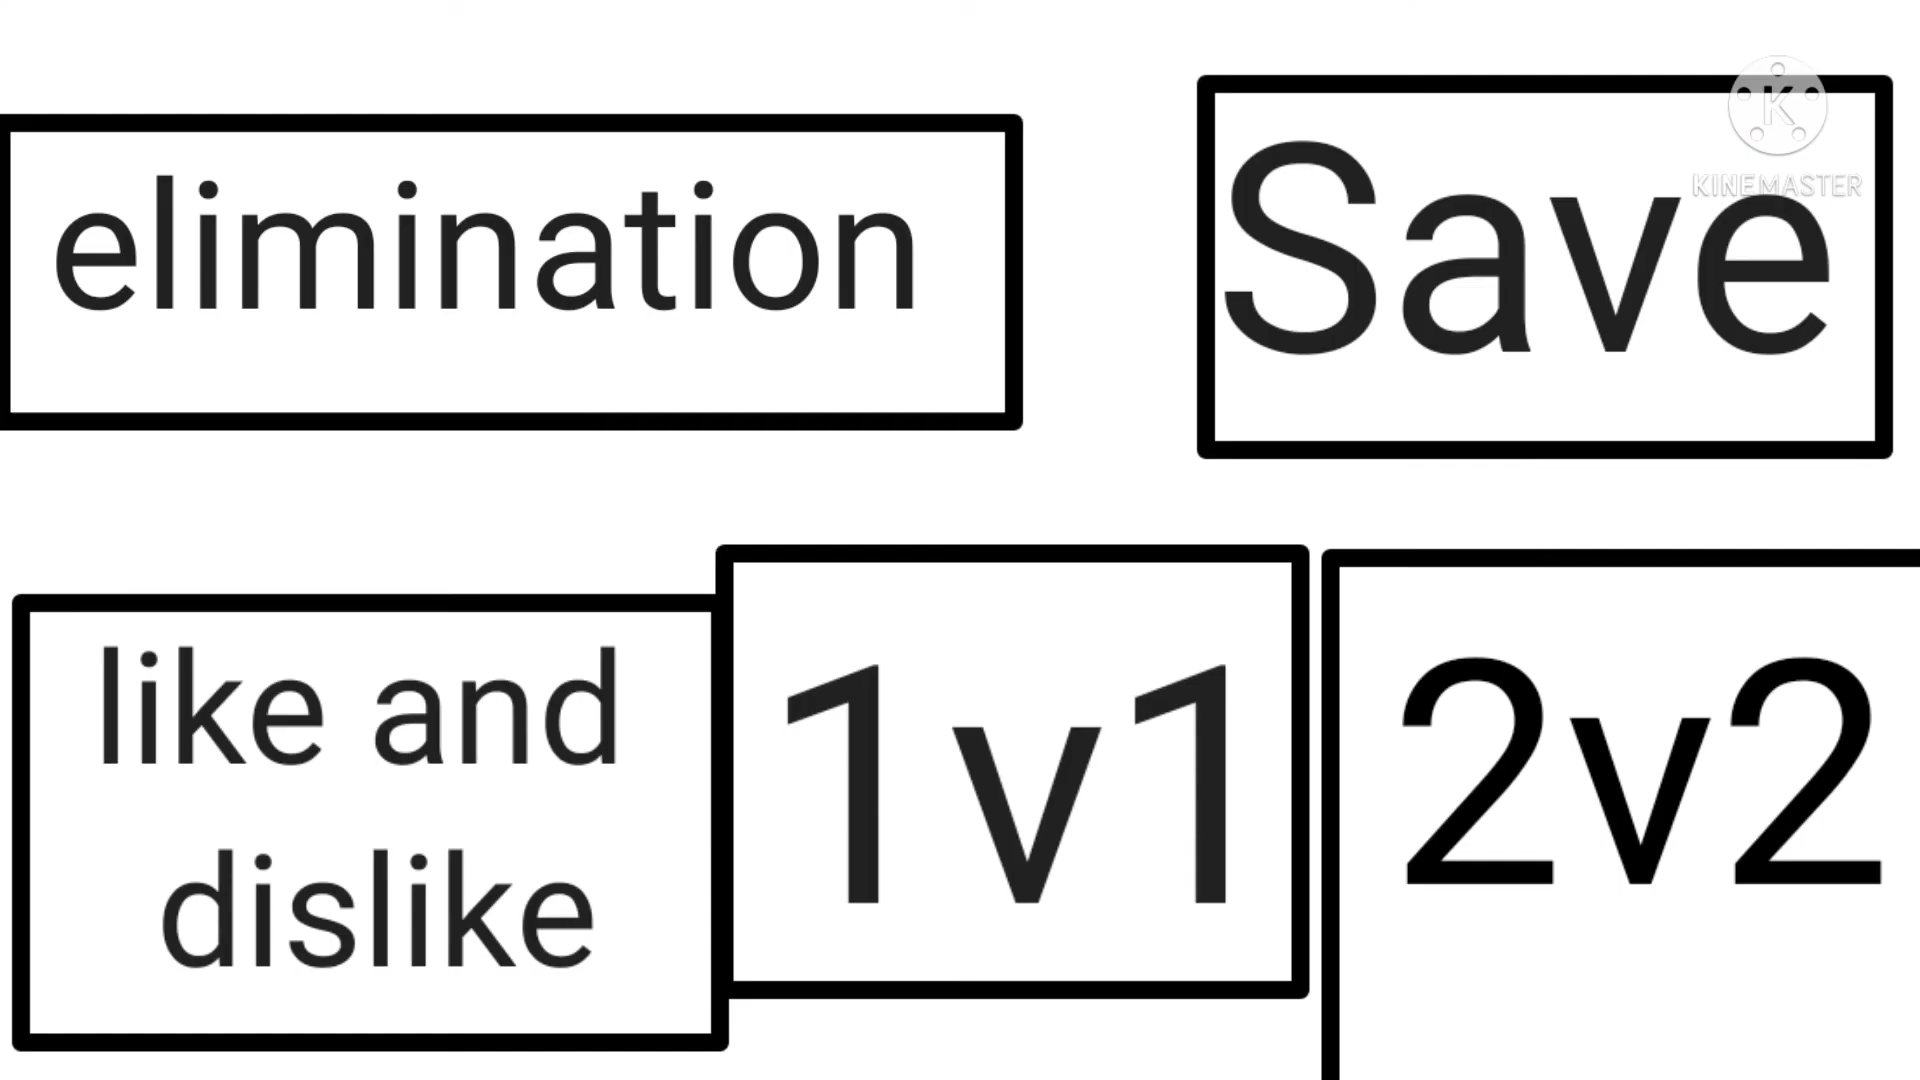 elimination
Save
K
KINEMASTER
like and
dislike
1v1
2v2